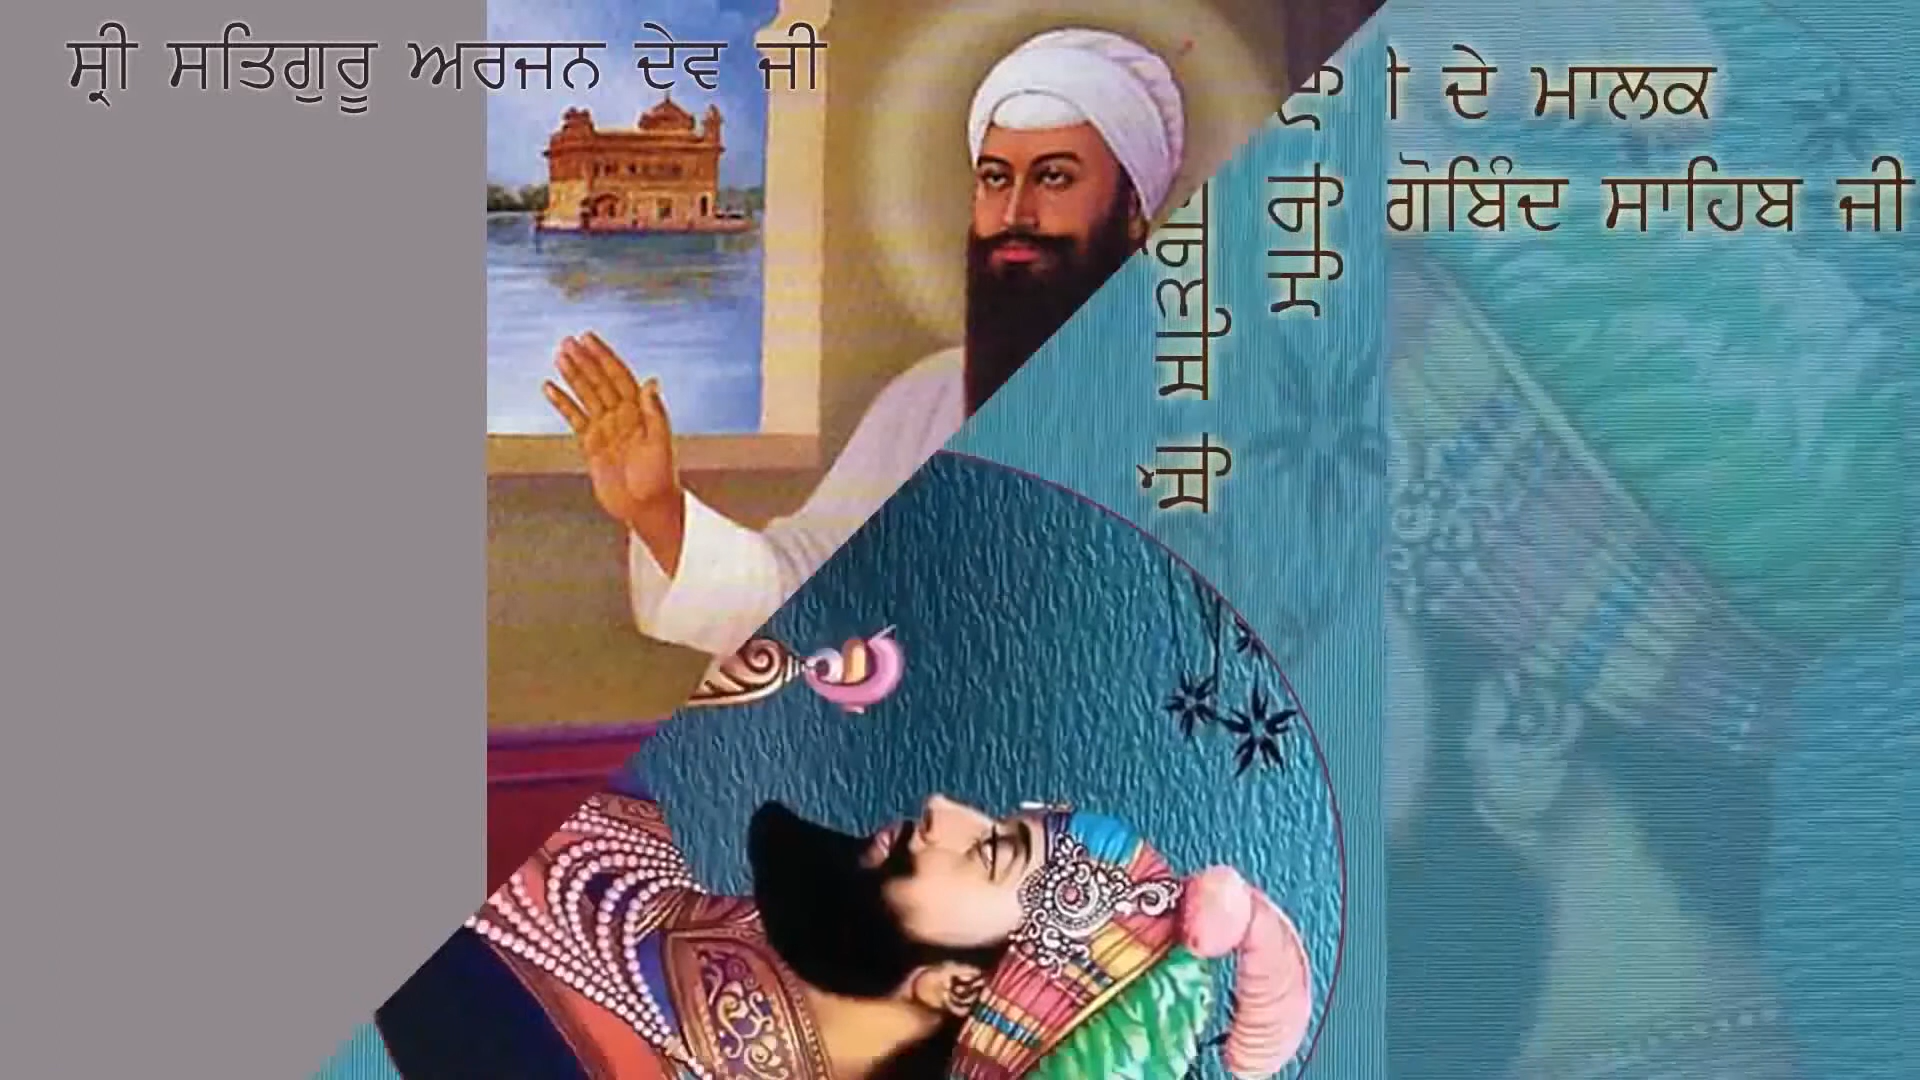 ਸ੍ਰੀ ਸਤਿਗੁਰੂ ਅਰਜਨ ਦੇਵ ਜੀ
ਦੇ ਮਾਲਕ
ਗੋਬਿੰਦ ਸਾਹਿਬ ਜੀ
ਸ੍ਰੀ